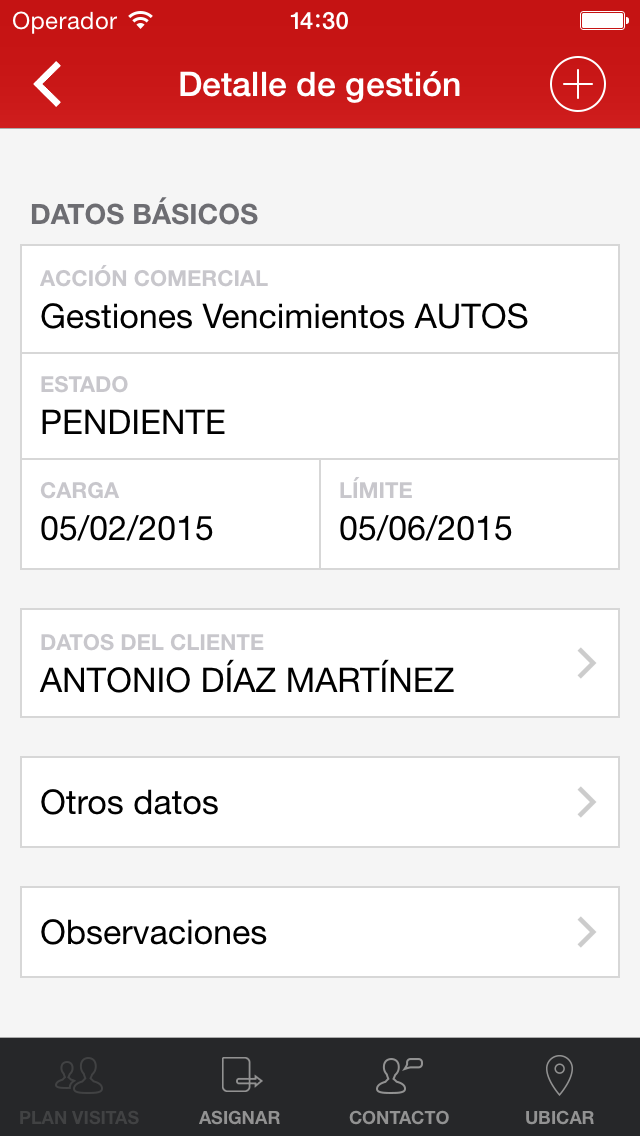 Operador 14:30
Detalle de gestión
DATOS BÁSICOS
ACCIÓN COMERCIAL
Gestiones Vencimientos AUTOS
ESTADO
PENDIENTE
CARGA LÍMITE
05/02/2015 05/06/2015
DATOS DEL CLIENTE
ANTONIO DÍAZ MARTÍNEZ
Otros datos
Observaciones
PLAN VISITAS ASIGNAR CONTACTO UBICAR